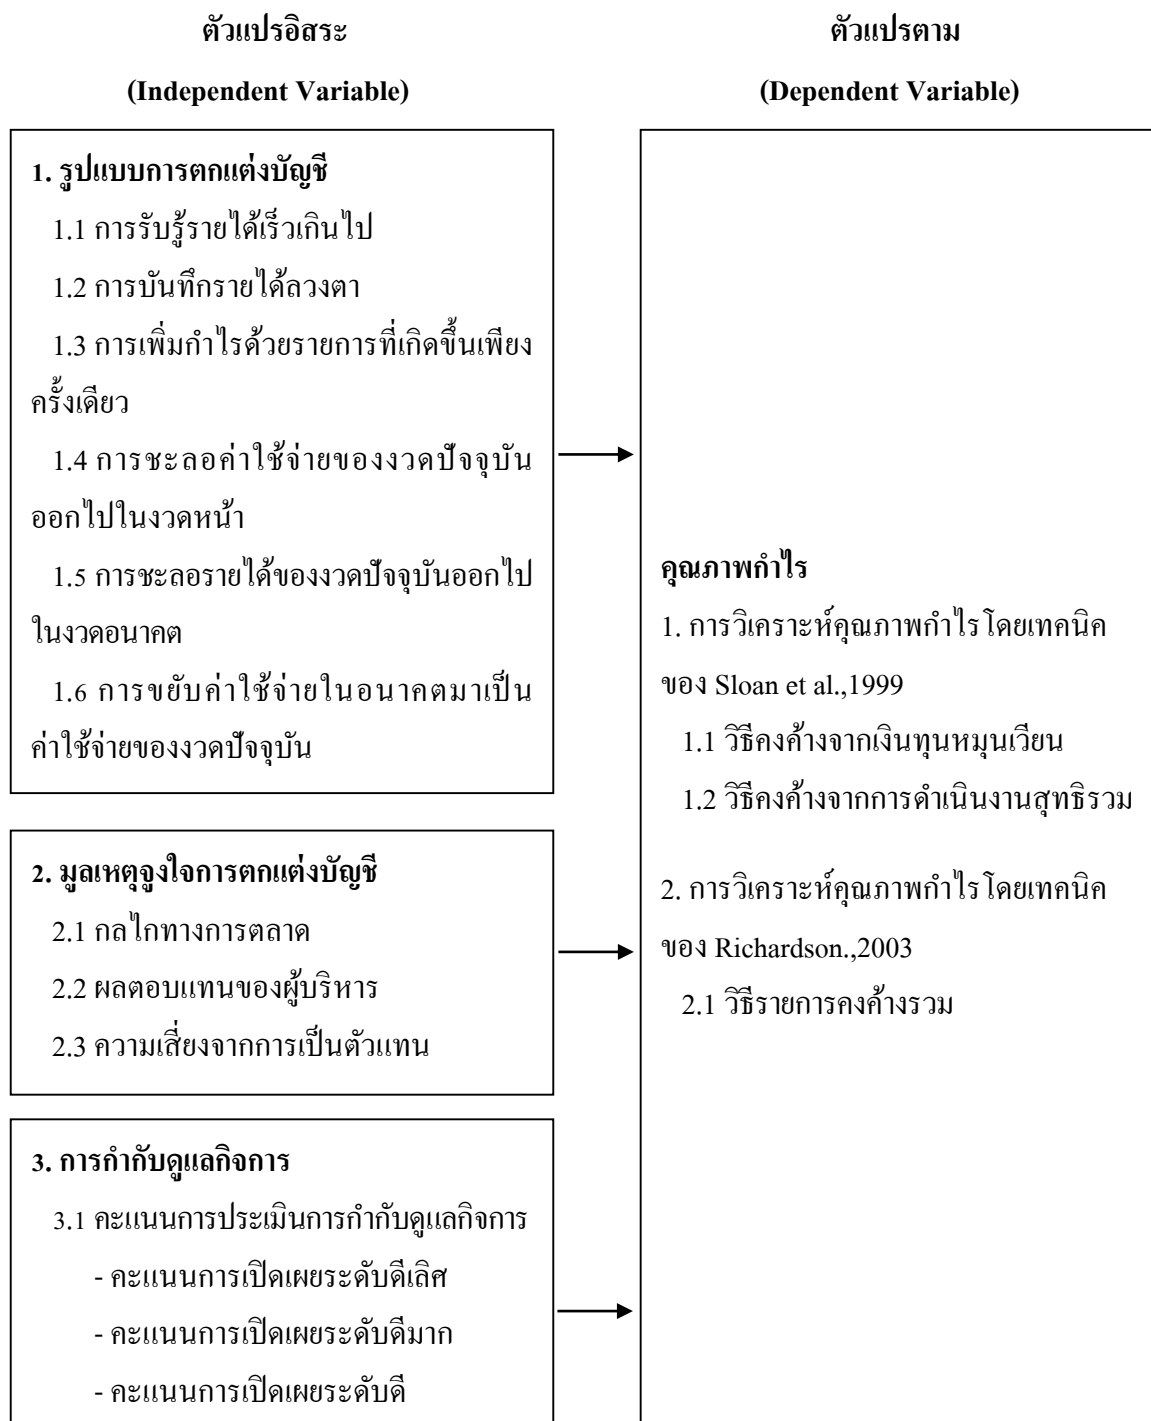 ตัวแปรอิสระ
(Independent Variable)
1. รูปแบบการตกแต่งบัญชี
1.1 การรับรู้รายได้เร็วเกินไป
1.2 การบันทึกรายได้ลวงตา
1.3 การเพิ่มกำไรด้วยรายการที่เกิดขึ้นเพียง
ครั้งเดียว
1.4 การชะลอค่าใช้จ่ายของงวดปัจจุบัน
ออกไปในงวดหน้า
1.5 การชะลอรายได้ของงวดปัจจุบันออกไป
ในงวดอนาคต
1.6 การขยับค่าใช้จ่ายในอนาคตมาเป็น
ค่าใช้จ่ายของงวดปัจจุบัน
2. มูลเหตุจูงใจการตกแต่งบัญชี
2.1 กลไกทางการตลาด
2.2 ผลตอบแทนของผู้บริหาร
2.3 ความเสี่ยงจากการเป็นตัวแทน
3. การกำกับดูแลกิจการ
3.1 คะแนนการประเมินการกำกับดูแลกิจการ
- คะแนนการเปิดเผยระดับดีเลิศ
- คะแนนการเปิดเผยระดับดีมาก
- คะแนนการเปิดเผยระดับดี
ตัวแปรตาม
(Dependent Variable)
คุณภาพกำไร
1. การวิเคราะห์คุณภาพกำไรโดยเทคนิค
ของ Sloan et al.,1999
1.1 วิธีคงค้างจากเงินทุนหมุนเวียน
1.2 วิธีคงค้างจากการดำเนินงานสุทธิรวม
2. การวิเคราะห์คุณภาพกำไรโดยเทคนิค
ของ Richardson.,2003
2.1 วิธีรายการคงค้างรวม